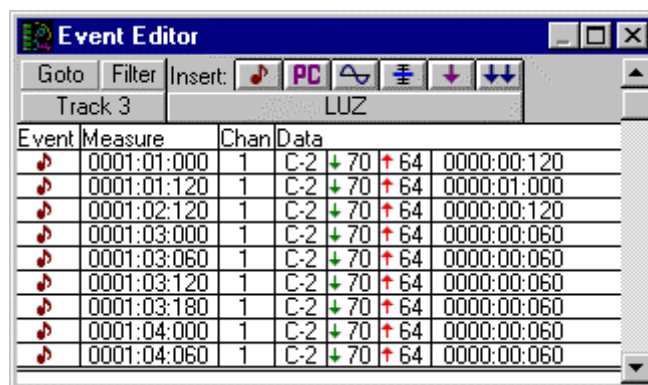 Event Editor
Goto Filter Insert: PC
Track 3 LUZ
Event Measure Chan Data
0001:01:000 1 C-2 70 64 0000:00:120
0001:01:120 1 C-2 70 64 0000:01:000
0001:02:120 1 C-2 70 64 0000:00:120
0001:03:000 1 C-2 70 64 0000:00:060
0001:03:060 1 C-2 70 64 0000:00:060
0001:03:120 1 C-2 70 64 0000:00:060
0001:03:180 1 C-2 70 64 0000:00:060
0001:04:000 1 C-2 70 64 0000:00:060
0001:04:060 1 C-2 70 64 0000:00:060